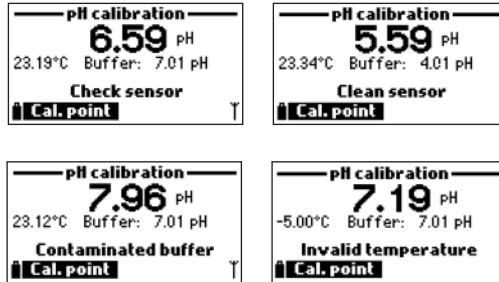 pH calibration
6.59 pH
23.19°C Buffer: 7.01 pH
Check sensor
Cal. point
pH calibration
5.59 pH
23.34°C Buffer: 4.01 pH
Clean sensor
Cal. point
pH calibration
7.96 pH
23.12°C Buffer: 7.01 pH
Contaminated buffer
Cal. point
pH calibration
7.19 pH
-5.00°C Buffer: 7.01 pH
Invalid temperature
Cal. point